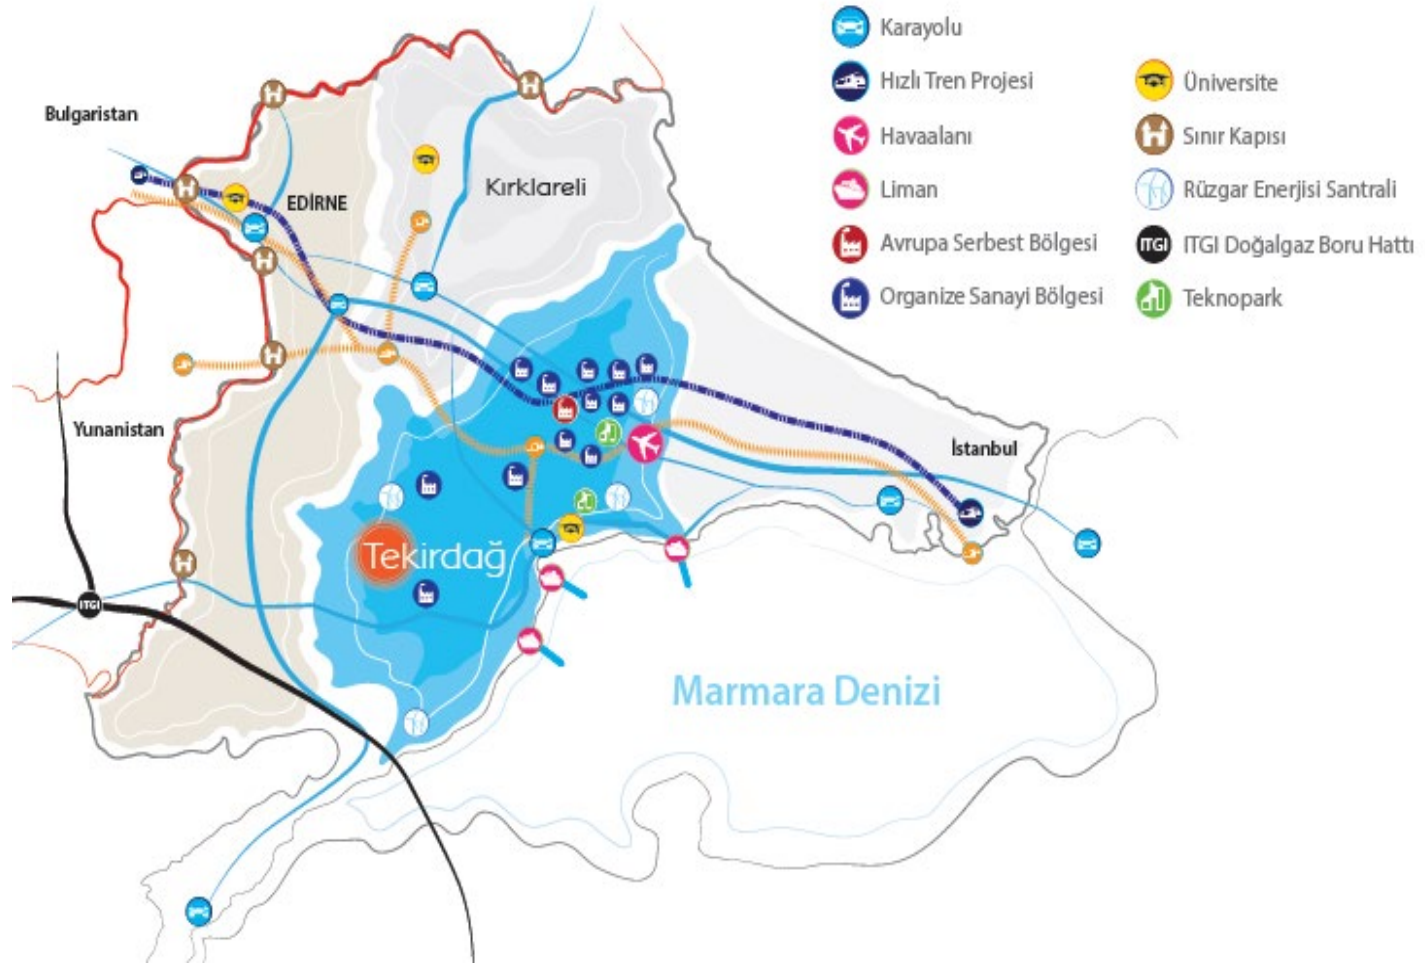 Karayolu
Hızlı Tren Projesi
Havaalanı
Liman
Avrupa Serbest Bölgesi
Organize Sanayi Bölgesi
Üniversite
Sınır Kapısı
Rüzgar Enerjisi Santrali
ITGI
ITGI Doğalgaz Boru Hattı
Teknopark
Bulgaristan
EDİRNE
Kırklareli
Yunanistan
İstanbul
Tekirdağ
ITGI
Marmara Denizi